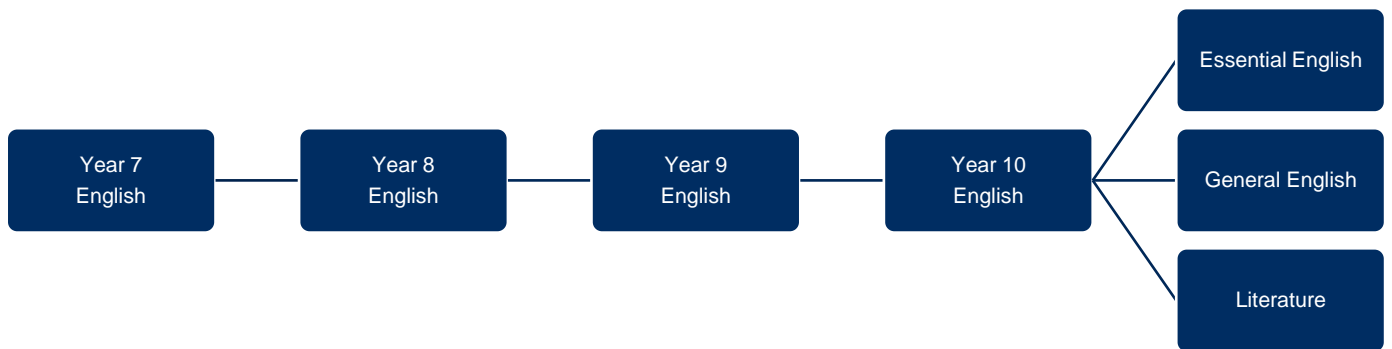 Year 7
English
Year 8
English
Year 9
English
Year 10
English
Essential English
General English
Literature